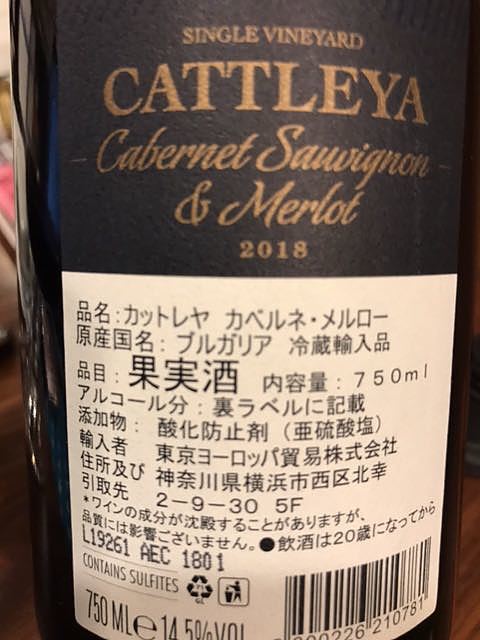 SINGLE VINEYARD
CATTLEYA
Cabernet Sauvignon
& Merlot
2018
品名：カットレヤ カベルネ・メルロー
原産国名：ブルガリア 冷蔵輸入品
品目：果実酒 内容量：７５０ml
アルコール分：裏ラベルに記載
添加物：酸化防止剤（亜硫酸塩）
輸入者 東京ヨーロッパ貿易株式会社
住所及び 神奈川県横浜市西区北幸
引取先 ２－９－３０ ５Ｆ
*ワインの成分が沈殿することがありますが、
品質には影響ございません。●飲酒は20歳になってから
L19261 AEC 1801
CONTAINS SULFITES
GL
750 ML e 14.5%VOL
226 210781